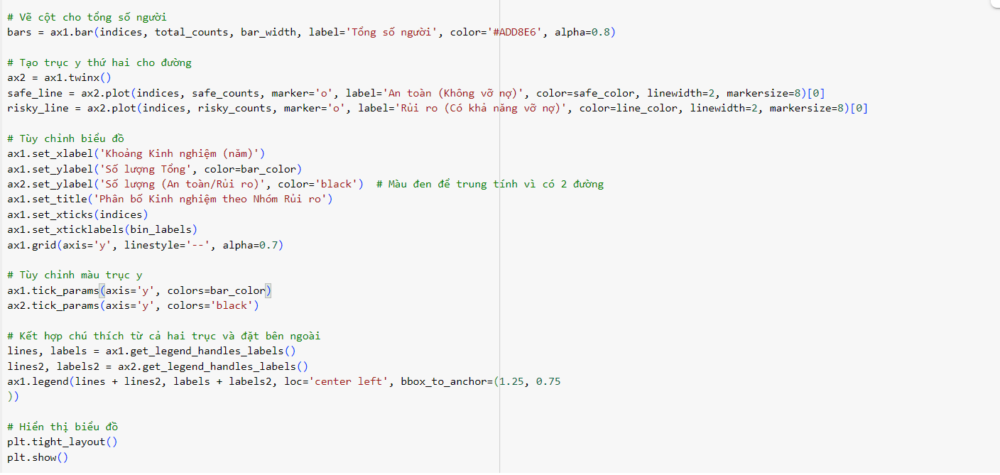 # Vẽ cột cho tổng số người
bars = ax1.bar(indices, total_counts, bar_width, label='Tổng số người', color='#ADD8E6', alpha=0.8)
# Tạo trục y thứ hai cho đường
ax2 = ax1.twinx()
safe_line = ax2.plot(indices, safe_counts, marker='o', label='An toàn (Không vỡ nợ)', color=safe_color, linewidth=2, markersize=8)[0]
risky_line = ax2.plot(indices, risky_counts, marker='o', label='Rủi ro (Có khả năng vỡ nợ)', color=line_color, linewidth=2, markersize=8)[0]
# Tùy chỉnh biểu đồ
ax1.set_xlabel('Khoảng Kinh nghiệm (năm)')
ax1.set_ylabel('Số lượng Tổng', color=bar_color)
ax2.set_ylabel('Số lượng (An toàn/Rủi ro)', color='black')  # Màu đen để trung tính vì có 2 đường
ax1.set_title('Phân bố Kinh nghiệm theo Nhóm Rủi ro')
ax1.set_xticks(indices)
ax1.set_xticklabels(bin_labels)
ax1.grid(axis='y', linestyle='--', alpha=0.7)
# Tùy chỉnh màu trục y
ax1.tick_params(axis='y', colors=bar_color)
ax2.tick_params(axis='y', colors='black')
# Kết hợp chú thích từ cả hai trục và đặt bên ngoài
lines, labels = ax1.get_legend_handles_labels()
lines2, labels2 = ax2.get_legend_handles_labels()
ax1.legend(lines + lines2, labels + labels2, loc='center left', bbox_to_anchor=(1.25, 0.75
))
# Hiển thị biểu đồ
plt.tight_layout()
plt.show()